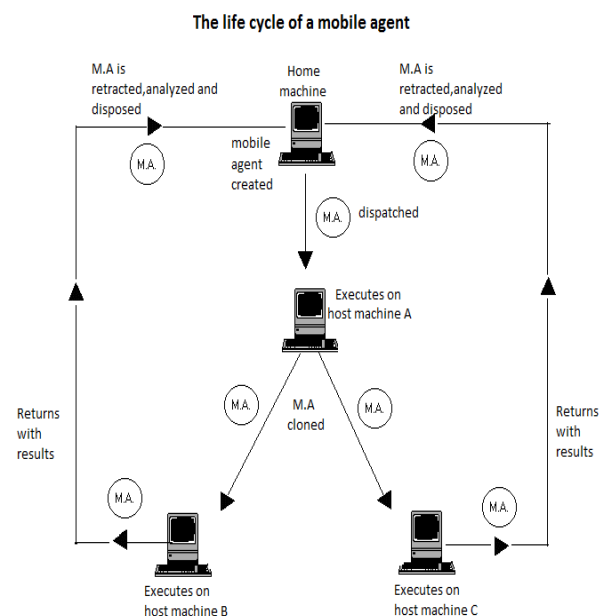 The life cycle of a mobile agent
M.A is
retracted,analyzed and
disposed
Home
machine
M.A is
retracted,analyzed
and disposed
M.A.
mobile
agent
created
M.A.
M.A.
dispatched
Executes on
host machine A
M.A.
M.A
cloned
M.A.
Returns
with
results
Returns
with
results
M.A.
M.A.
Executes on
host machine B
Executes on
host machine C